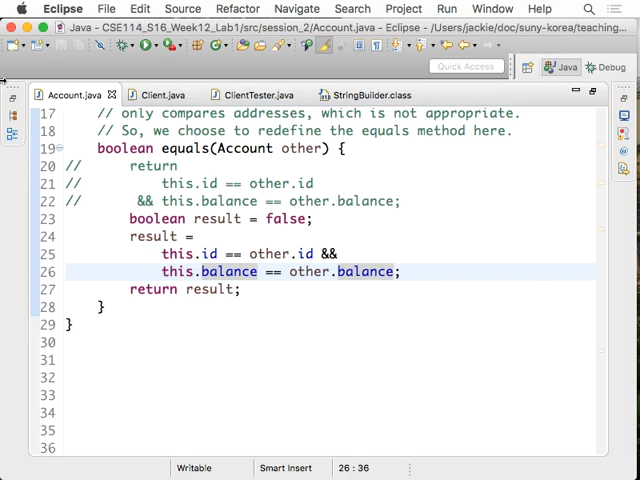 Eclipse File Edit Source Refactor Navigate Search Project Run Window Help
Java - CSE114_S16_Week12_Lab1/src/session_2/Account.java - Eclipse - /Users/jackie/doc/suny-korea/teaching...
Quick Access Java Debug
Account.java Client.java ClientTester.java StringBuilder.class
17 // only compares addresses, which is not appropriate.
18 // So, we choose to redefine the equals method here.
19 boolean equals(Account other) {
20 // return
21 // this.id == other.id
22 // && this.balance == other.balance;
23 boolean result = false;
24 result =
25 this.id == other.id &&
26 this.balance == other.balance;
27 return result;
28 }
29 }
30
31
32
33
34
35
36
Writable Smart Insert 26 : 36